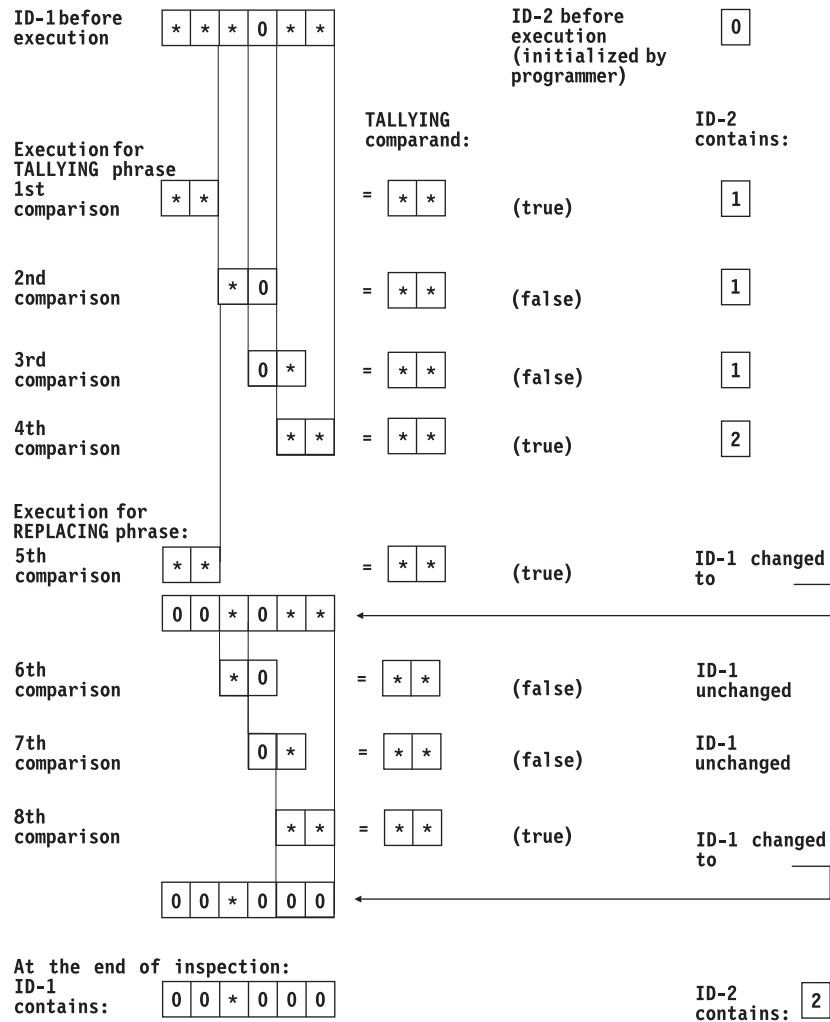 ID-1 before execution * * * 0 * * ID-2 before execution (initialized by programmer) 0
TALLYING comparand: ID-2 contains:
Execution for
TALLYING phrase
1st comparison * * = * * (true) 1
2nd comparison * 0 = * * (false) 1
3rd comparison 0 * = * * (false) 1
4th comparison * * = * * (true) 2
Execution for
REPLACING phrase:
5th comparison * * = * * (true) ID-1 changed to
0 0 * 0 * *
6th comparison * 0 = * * (false) ID-1 unchanged
7th comparison 0 * = * * (false) ID-1 unchanged
8th comparison * * = * * (true) ID-1 changed to
0 0 * 0 0 0
At the end of inspection:
ID-1 contains: 0 0 * 0 0 0 ID-2 contains: 2